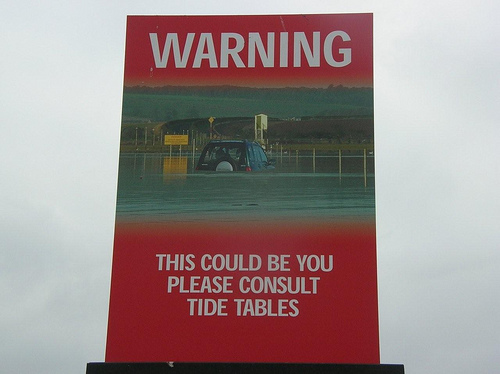 WARNING
THIS COULD BE YOU
PLEASE CONSULT
TIDE TABLES